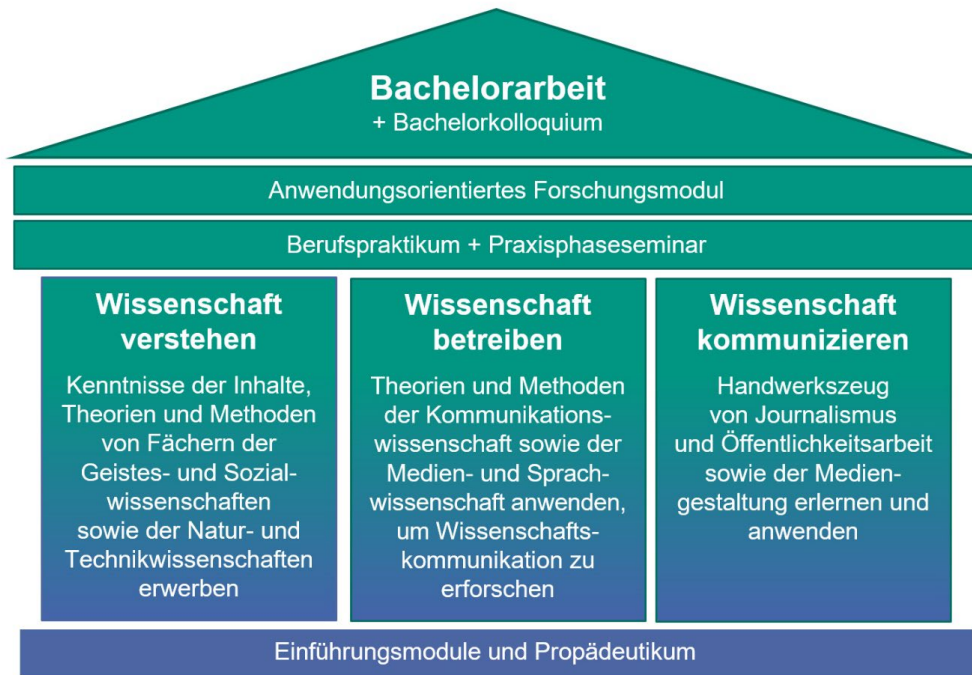 Bachelorarbeit
+ Bachelorkolloquium
Anwendungsorientiertes Forschungsmodul
Berufspraktikum + Praxisphaseseminar
Wissenschaft
verstehen
Kenntnisse der Inhalte,
Theorien und Methoden
von Fächern der
Geistes- und Sozial-
wissenschaften
sowie der Natur- und
Technikwissenschaften
erwerben
Wissenschaft
betreiben
Theorien und Methoden
der Kommunikations-
wissenschaft sowie der
Medien- und Sprach-
wissenschaft anwenden,
um Wissenschafts-
kommunikation zu
erforschen
Wissenschaft
kommunizieren
Handwerkszeug
von Journalismus
und Öffentlichkeitsarbeit
sowie der Medien-
gestaltung erlernen und
anwenden
Einführungsmodule und Propädeutikum